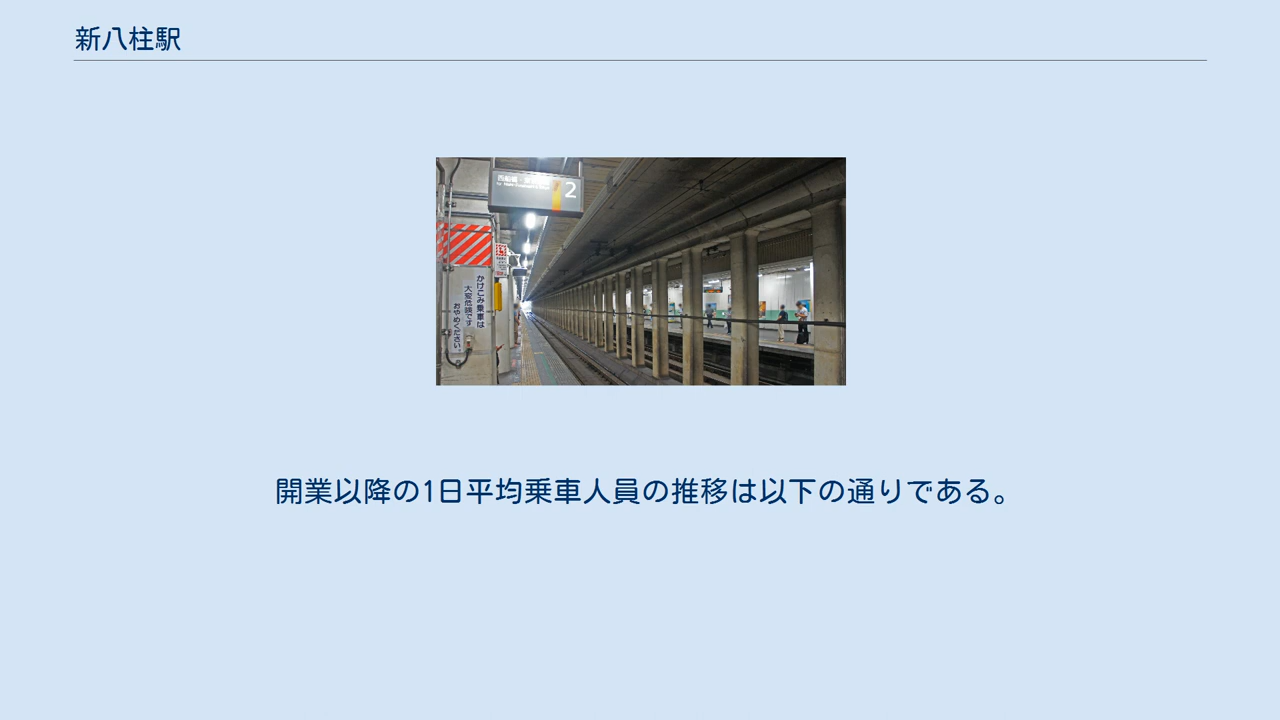 新八柱駅
2
かけこみ乗車は
大変危険です
おやめください。
開業以降の1日平均乗車人員の推移は以下の通りである。